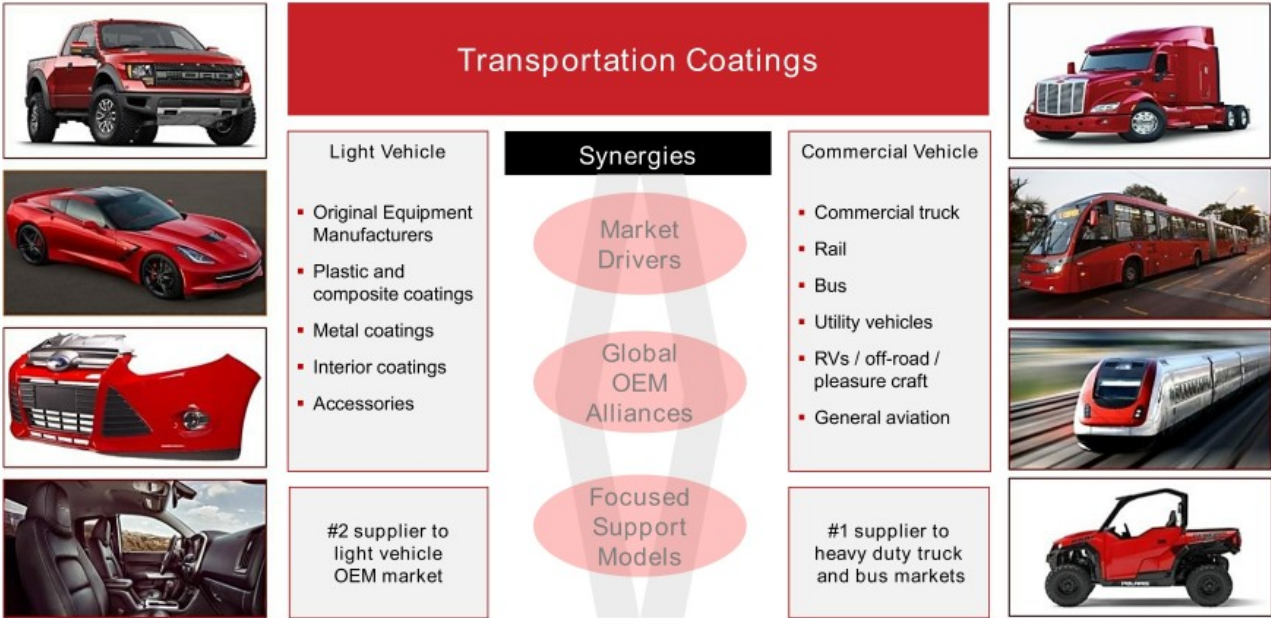 Transportation Coatings
Light Vehicle
▪ Original Equipment
Manufacturers
▪ Plastic and
composite coatings
▪ Metal coatings
▪ Interior coatings
▪ Accessories
#2 supplier to
light vehicle
OEM market
Synergies
Market
Drivers
Global
OEM
Alliances
Focused
Support
Models
Commercial Vehicle
▪ Commercial truck
▪ Rail
▪ Bus
▪ Utility vehicles
▪ RVs / off-road /
pleasure craft
▪ General aviation
#1 supplier to
heavy duty truck
and bus markets
FORD
POLARIS